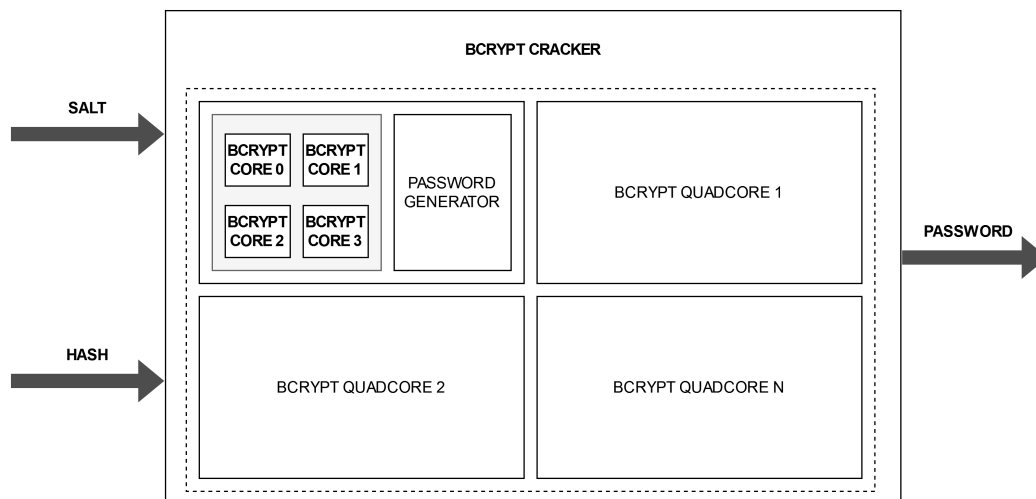 BCRYPT CRACKER
SALT
BCRYPT
CORE 0
BCRYPT
CORE 1
BCRYPT
CORE 2
BCRYPT
CORE 3
PASSWORD
GENERATOR
BCRYPT QUADCORE 1
PASSWORD
HASH
BCRYPT QUADCORE 2
BCRYPT QUADCORE N